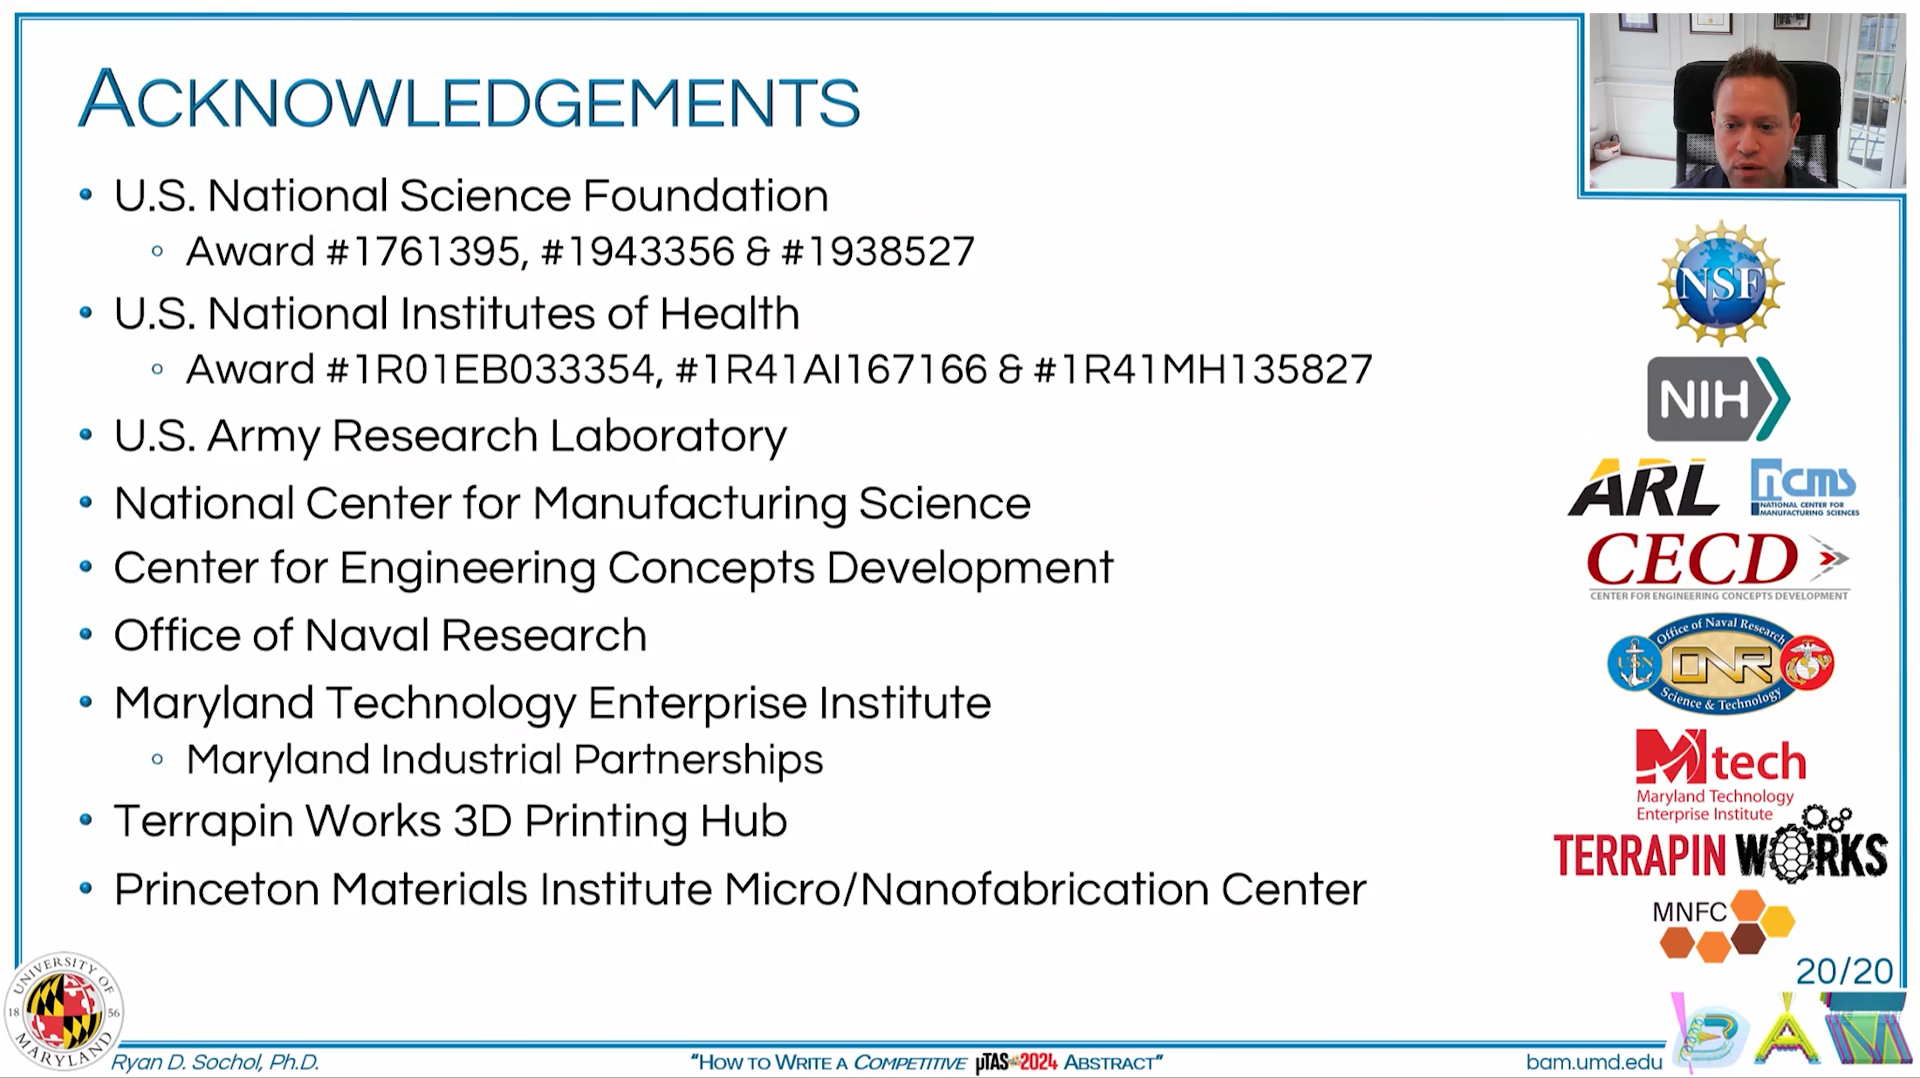 ACKNOWLEDGEMENTS
U.S. National Science Foundation
Award #1761395, #1943356 & #1938527
U.S. National Institutes of Health
Award #1R01EB033354, #1R41AI167166 & #1R41MH135827
U.S. Army Research Laboratory
National Center for Manufacturing Science
Center for Engineering Concepts Development
Office of Naval Research
Maryland Technology Enterprise Institute
Maryland Industrial Partnerships
Terrapin Works 3D Printing Hub
Princeton Materials Institute Micro/Nanofabrication Center
NSF
NIH
ARL
ncms
NATIONAL CENTER FOR
MANUFACTURING SCIENCES
CECD
CENTER FOR ENGINEERING CONCEPTS DEVELOPMENT
Office of Naval Research
USN
ONR
Science & Technology
Mtech
Maryland Technology
Enterprise Institute
TERRAPIN WORKS
MNFC
20/20
UNIVERSITY OF
18 56
MARYLAND
Ryan D. Sochol, Ph.D.
"HOW TO WRITE A COMPETITIVE µTAS 2024 ABSTRACT"
bam.umd.edu
BAM